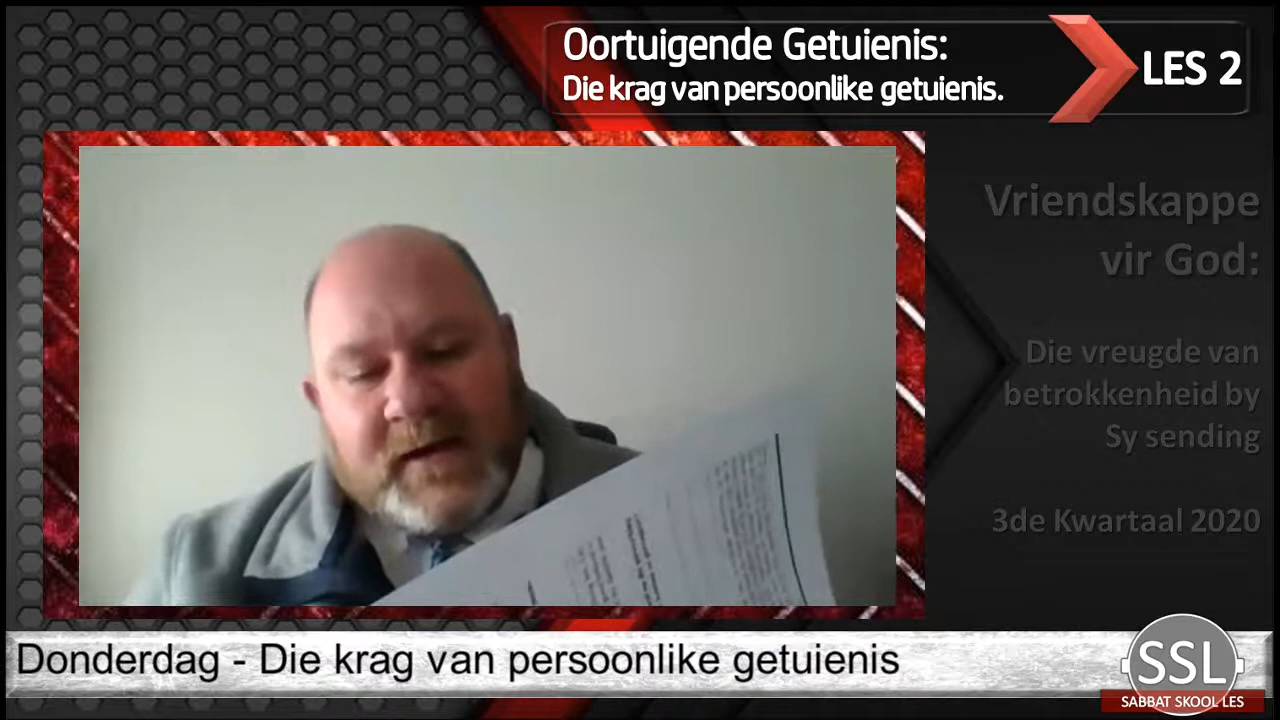 Oortuigende Getuienis:
Die krag van persoonlike getuienis.
LES 2
Vriendskappe
vir God:
Die vreugde van
betrokkenheid by
Sy sending
3de Kwartaal 2020
Donderdag - Die krag van persoonlike getuienis
SSL
SABBAT SKOOL LES